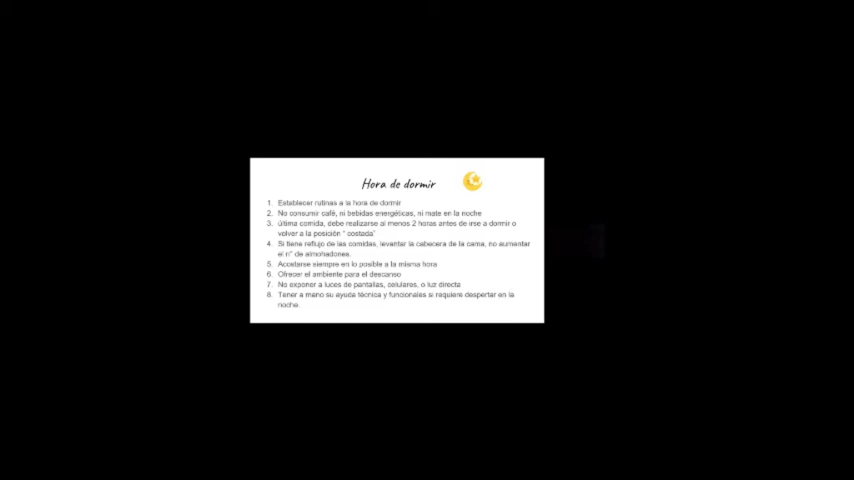 Hora de dormir
1. Establecer rutinas a la hora de dormir
2. No consumir café, ni bebidas energéticas, ni mate en la noche
3. última comida, debe realizarse al menos 2 horas antes de irse a dormir o
volver a la posición " costada"
4. Si tiene reflujo de las comidas, levantar la cabecera de la cama, no aumentar
el n° de almohadones.
5. Acostarse siempre en lo posible a la misma hora
6. Ofrecer el ambiente para el descanso
7. No exponer a luces de pantallas, celulares, o luz directa
8. Tener a mano su ayuda técnica y funcionales si requiere despertar en la
noche.